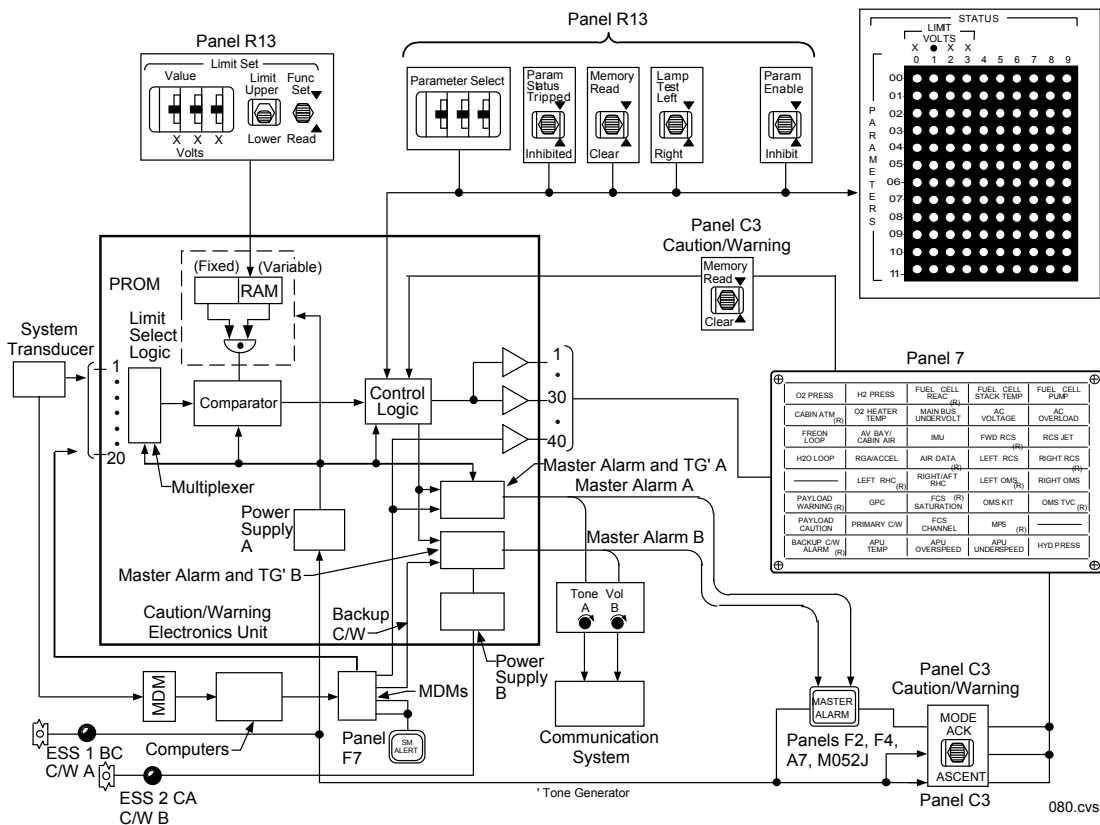 Panel R13
Limit Set
Value
Limit
Upper
Func
Set
X X X
Volts
Lower
Read
Panel R13
Parameter Select
Param
Status
Tripped
Inhibited
Memory
Read
Clear
Lamp
Test
Left
Right
Param
Enable
Inhibit
STATUS
LIMIT
VOLTS
X X X
0 1 2 3 4 5 6 7 8 9
PARAMETERS
00
01
02
03
04
05
06
07
08
09
10
11
Panel C3
Caution/Warning
Memory
Read
Clear
(Fixed) (Variable)
PROM
RAM
Limit
Select
Logic
System
Transducer
1
20
Comparator
Control
Logic
1
30
40
Multiplexer
Power
Supply
A
Master Alarm and TG' A
Master Alarm A
Master Alarm B
Master Alarm and TG' B
Caution/Warning
Electronics Unit
Backup
C/W
Tone
A
Vol
B
Power
Supply
B
Panel 7
O2 PRESS
H2 PRESS
FUEL CELL
REAC (R)
FUEL CELL
STACK TEMP
FUEL CELL
PUMP
CABIN ATM (R)
O2 HEATER
TEMP
MAIN BUS
UNDERVOLT
AC
VOLTAGE
AC
OVERLOAD
FREON
LOOP
AV BAY/
CABIN AIR
IMU
FWD RCS (R)
RCS JET
H2O LOOP
RGA/ACCEL
AIR DATA (R)
LEFT RCS
RIGHT RCS (R)
LEFT RHC (R)
RIGHT/AFT
RHC
LEFT OMS (R)
RIGHT OMS
PAYLOAD
WARNING (R)
GPC
FCS (R)
SATURATION
OMS KIT
OMS TVC (R)
PAYLOAD
CAUTION
PRIMARY C/W
FCS
CHANNEL
MPS (R)
BACKUP C/W
ALARM (R)
APU
TEMP
APU
OVERSPEED
APU
UNDERSPEED
HYD PRESS
MDM
Computers
MDMs
Panel
F7
SM
ALERT
Communication
System
MASTER
ALARM
Panels F2, F4,
A7, M052J
Panel C3
Caution/Warning
MODE
ACK
ASCENT
Panel C3
ESS 1 BC
C/W A
ESS 2 CA
C/W B
' Tone Generator
080.cvs